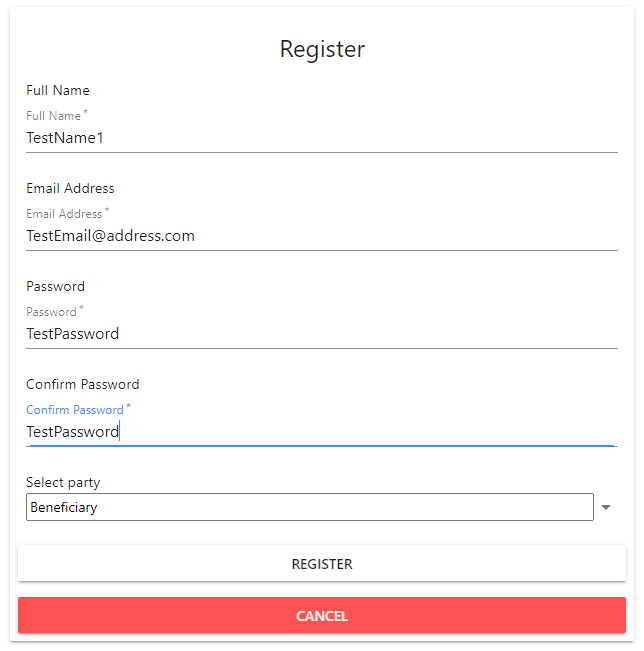 Register
Full Name
Full Name *
TestName1
Email Address
Email Address *
TestEmail@address.com
Password
Password *
TestPassword
Confirm Password
Confirm Password *
TestPassword
Select party
Beneficiary
REGISTER
CANCEL